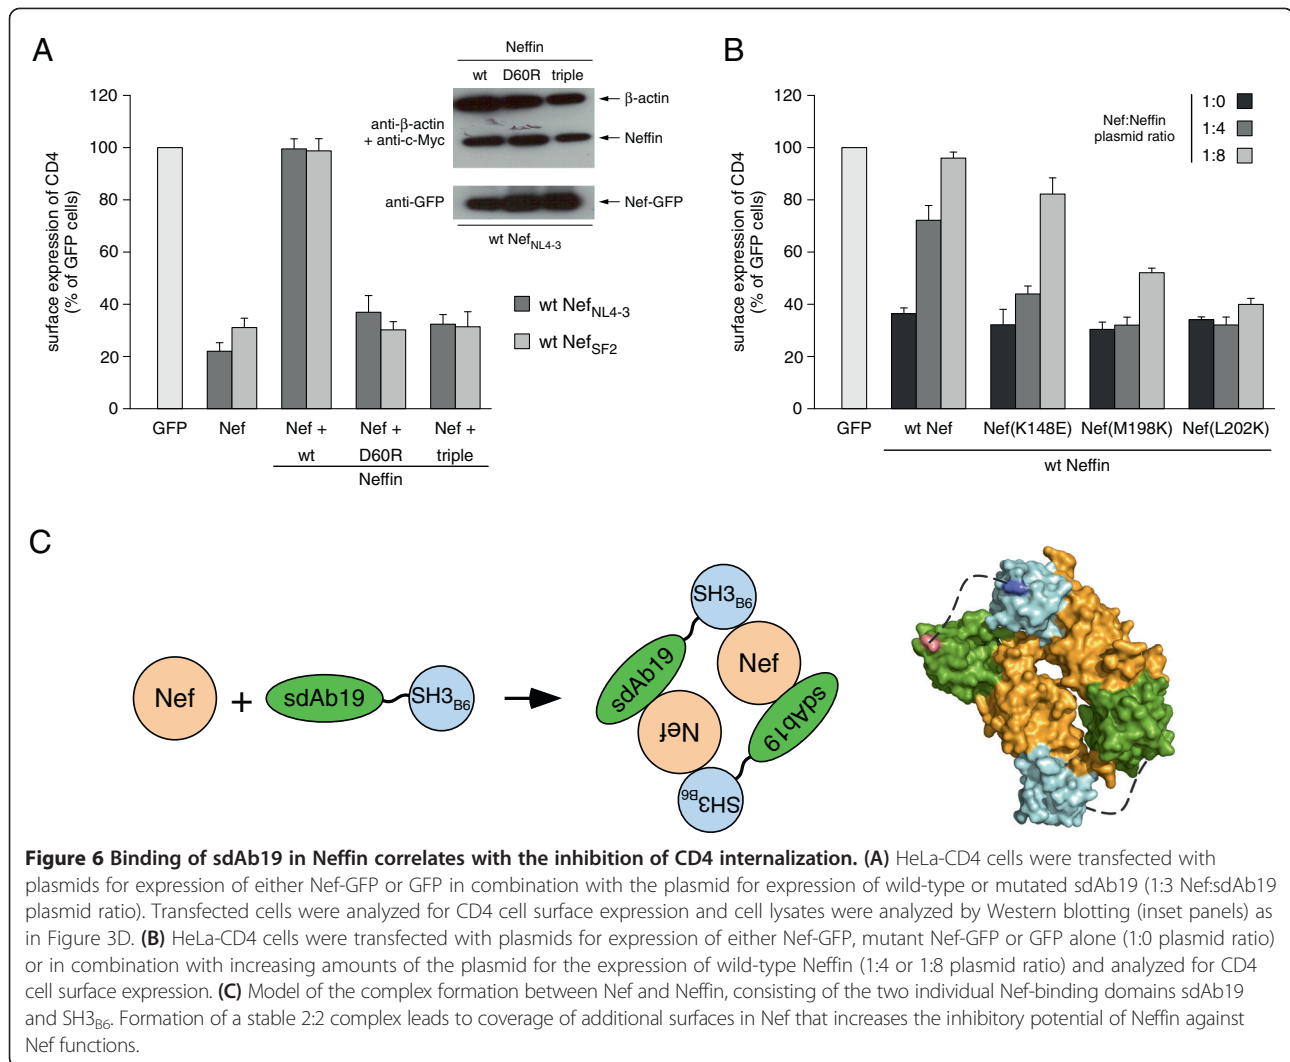 A
Neffin
wt D60R triple
β-actin
anti-β-actin
+ anti-c-Myc
Neffin
anti-GFP
Nef-GFP
wt Nef NL4-3
surface expression of CD4
(% of GFP cells)
120
100
80
60
40
20
0
wt Nef NL4-3
wt Nef SF2
GFP
Nef
Nef +
wt
Nef +
D60R
Nef +
triple
Neffin
B
Nef:Neffin
plasmid ratio
1:0
1:4
1:8
surface expression of CD4
(% of GFP cells)
120
100
80
60
40
20
0
GFP
wt Nef
Nef(K148E)
Nef(M198K)
Nef(L202K)
wt Neffin
C
Nef
+
sdAb19
SH3B6
SH3B6
sdAb19
Nef
Nef
sdAb19
SH3B6
Figure 6 Binding of sdAb19 in Neffin correlates with the inhibition of CD4 internalization. (A) HeLa-CD4 cells were transfected with
plasmids for expression of either Nef-GFP or GFP in combination with the plasmid for expression of wild-type or mutated sdAb19 (1:3 Nef:sdAb19
plasmid ratio). Transfected cells were analyzed for CD4 cell surface expression and cell lysates were analyzed by Western blotting (inset panels) as
in Figure 3D. (B) HeLa-CD4 cells were transfected with plasmids for expression of either Nef-GFP, mutant Nef-GFP or GFP alone (1:0 plasmid ratio)
or in combination with increasing amounts of the plasmid for the expression of wild-type Neffin (1:4 or 1:8 plasmid ratio) and analyzed for CD4
cell surface expression. (C) Model of the complex formation between Nef and Neffin, consisting of the two individual Nef-binding domains sdAb19
and SH3B6. Formation of a stable 2:2 complex leads to coverage of additional surfaces in Nef that increases the inhibitory potential of Neffin against
Nef functions.